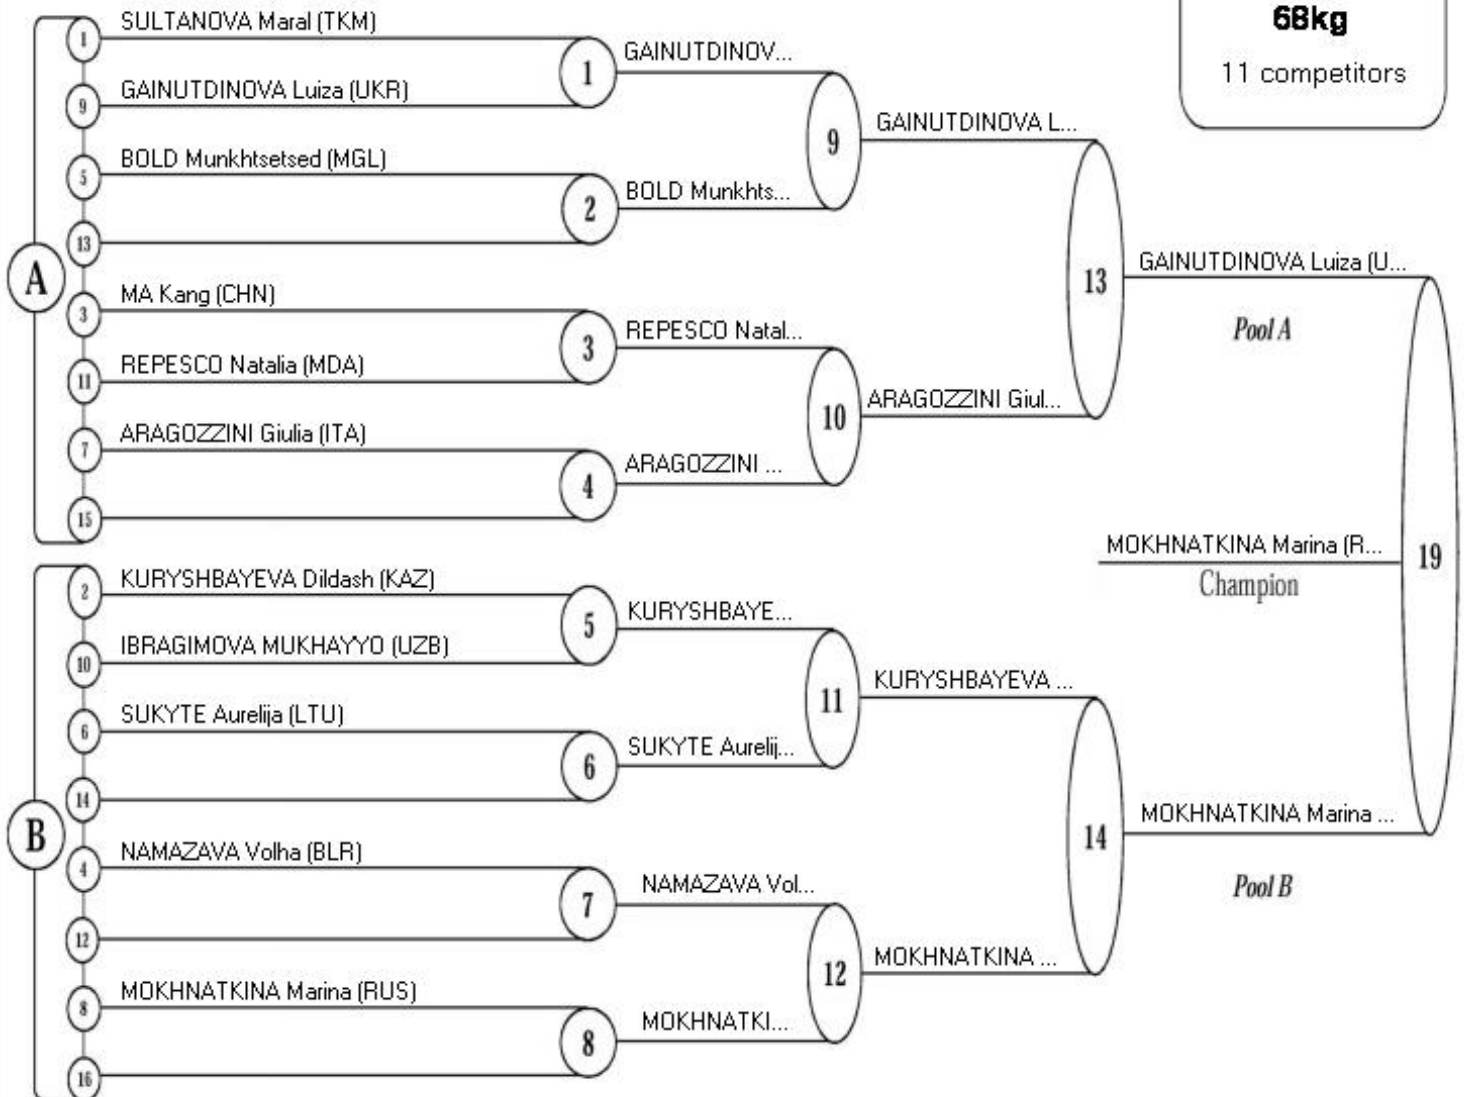 68kg
11 competitors
A
1
SULTANOVA Maral (TKM)
9
GAINUTDINOVA Luiza (UKR)
1
GAINUTDINOV...
5
BOLD Munkhtsetsed (MGL)
13
2
BOLD Munkhts...
9
GAINUTDINOVA L...
3
MA Kang (CHN)
11
REPESCO Natalia (MDA)
3
REPESCO Natal...
7
ARAGOZZINI Giulia (ITA)
15
4
ARAGOZZINI ...
10
ARAGOZZINI Giul...
13
GAINUTDINOVA Luiza (U...
Pool A
B
2
KURYSHBAYEVA Dildash (KAZ)
10
IBRAGIMOVA MUKHAYYO (UZB)
5
KURYSHBAYE...
6
SUKYTE Aurelija (LTU)
14
6
SUKYTE Aurelij...
11
KURYSHBAYEVA ...
4
NAMAZAVA Volha (BLR)
12
7
NAMAZAVA Vol...
8
MOKHNATKINA Marina (RUS)
16
8
MOKHNATKI...
12
MOKHNATKINA ...
14
MOKHNATKINA Marina ...
Pool B
19
MOKHNATKINA Marina (R...
Champion